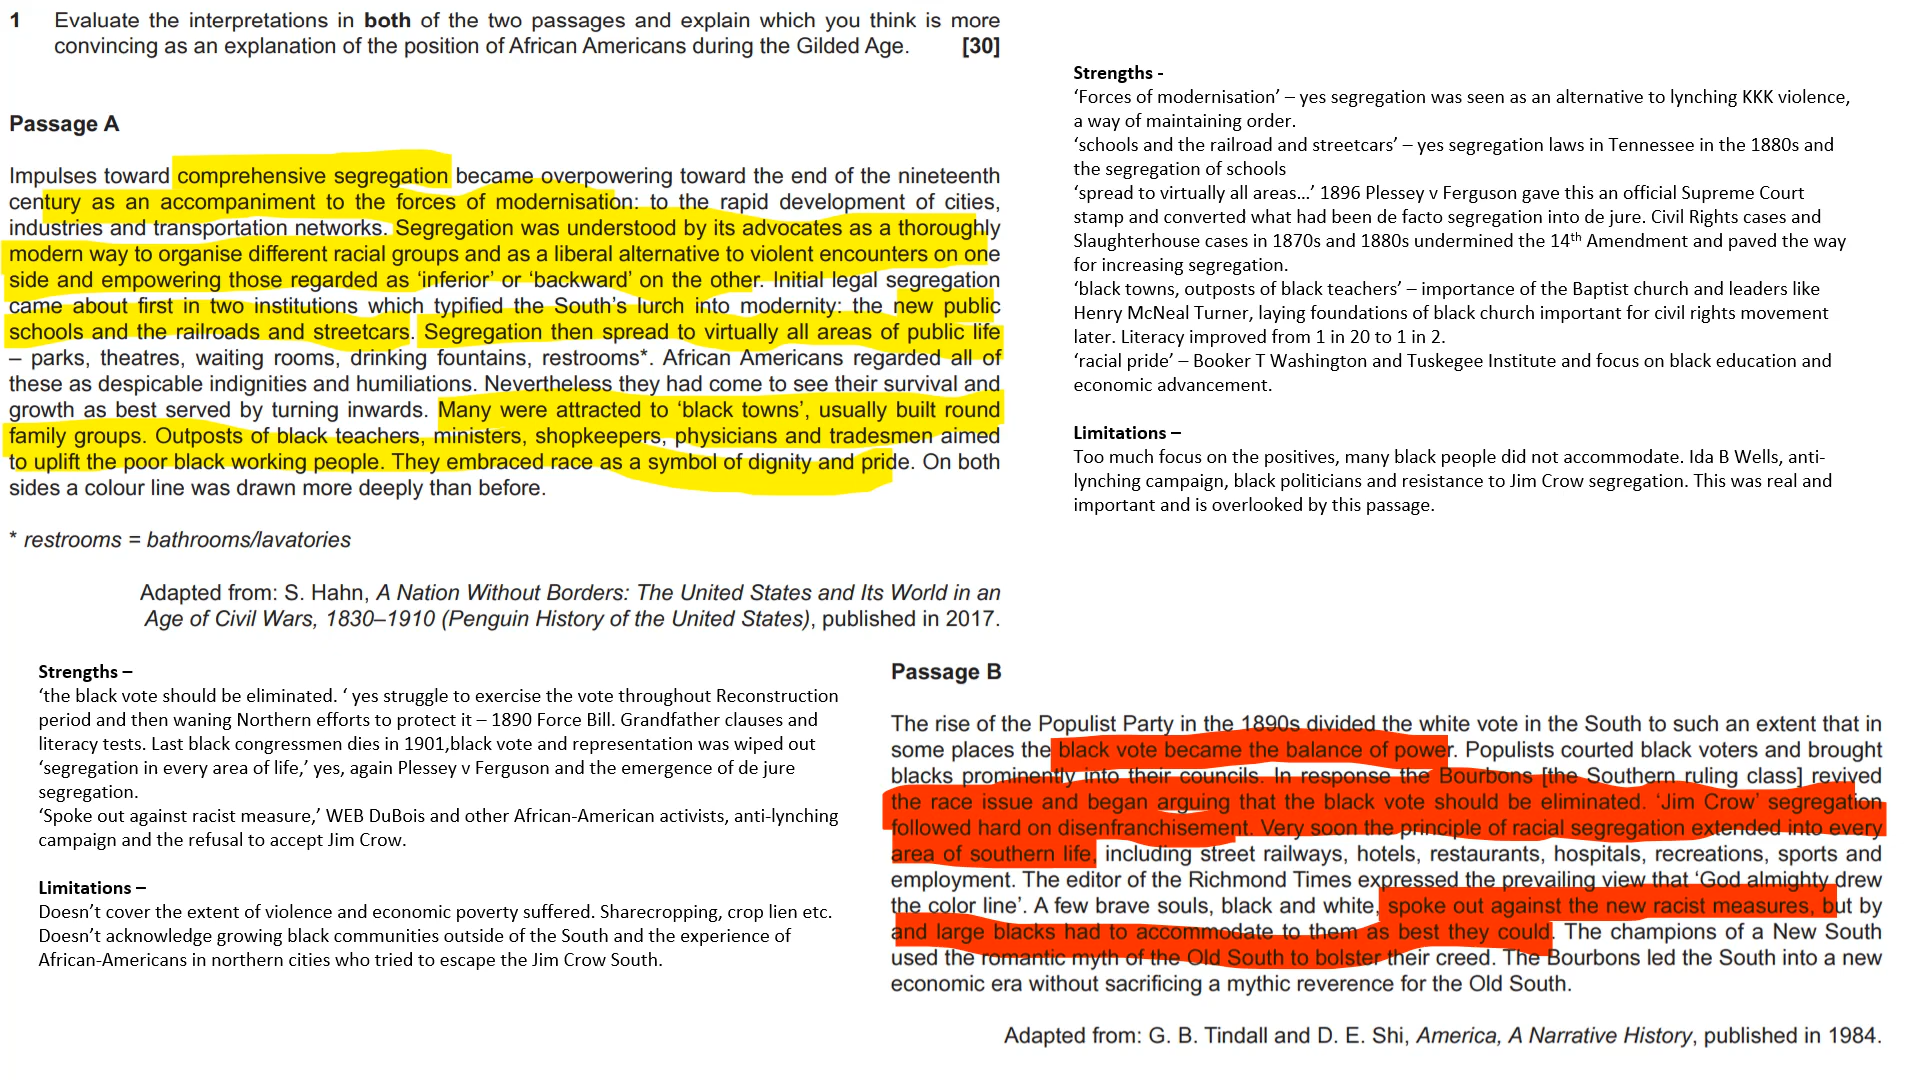 1 Evaluate the interpretations in both of the two passages and explain which you think is more
convincing as an explanation of the position of African Americans during the Gilded Age. [30]
Passage A
Impulses toward comprehensive segregation became overpowering toward the end of the nineteenth
century as an accompaniment to the forces of modernisation: to the rapid development of cities,
industries and transportation networks. Segregation was understood by its advocates as a thoroughly
modern way to organise different racial groups and as a liberal alternative to violent encounters on one
side and empowering those regarded as ‘inferior’ or ‘backward’ on the other. Initial legal segregation
came about first in two institutions which typified the South’s lurch into modernity: the new public
schools and the railroads and streetcars. Segregation then spread to virtually all areas of public life
– parks, theatres, waiting rooms, drinking fountains, restrooms*. African Americans regarded all of
these as despicable indignities and humiliations. Nevertheless they had come to see their survival and
growth as best served by turning inwards. Many were attracted to ‘black towns’, usually built round
family groups. Outposts of black teachers, ministers, shopkeepers, physicians and tradesmen aimed
to uplift the poor black working people. They embraced race as a symbol of dignity and pride. On both
sides a colour line was drawn more deeply than before.
* restrooms = bathrooms/lavatories
Adapted from: S. Hahn, A Nation Without Borders: The United States and Its World in an
Age of Civil Wars, 1830–1910 (Penguin History of the United States), published in 2017.
Strengths -
‘Forces of modernisation’ – yes segregation was seen as an alternative to lynching KKK violence,
a way of maintaining order.
‘schools and the railroad and streetcars’ – yes segregation laws in Tennessee in the 1880s and
the segregation of schools
‘spread to virtually all areas...’ 1896 Plessey v Ferguson gave this an official Supreme Court
stamp and converted what had been de facto segregation into de jure. Civil Rights cases and
Slaughterhouse cases in 1870s and 1880s undermined the 14th Amendment and paved the way
for increasing segregation.
‘black towns, outposts of black teachers’ – importance of the Baptist church and leaders like
Henry McNeal Turner, laying foundations of black church important for civil rights movement
later. Literacy improved from 1 in 20 to 1 in 2.
‘racial pride’ – Booker T Washington and Tuskegee Institute and focus on black education and
economic advancement.
Limitations –
Too much focus on the positives, many black people did not accommodate. Ida B Wells, anti-
lynching campaign, black politicians and resistance to Jim Crow segregation. This was real and
important and is overlooked by this passage.
Strengths –
‘the black vote should be eliminated. ‘ yes struggle to exercise the vote throughout Reconstruction
period and then waning Northern efforts to protect it – 1890 Force Bill. Grandfather clauses and
literacy tests. Last black congressmen dies in 1901,black vote and representation was wiped out
‘segregation in every area of life,’ yes, again Plessey v Ferguson and the emergence of de jure
segregation.
‘Spoke out against racist measure,’ WEB DuBois and other African-American activists, anti-lynching
campaign and the refusal to accept Jim Crow.
Limitations –
Doesn’t cover the extent of violence and economic poverty suffered. Sharecropping, crop lien etc.
Doesn’t acknowledge growing black communities outside of the South and the experience of
African-Americans in northern cities who tried to escape the Jim Crow South.
Passage B
The rise of the Populist Party in the 1890s divided the white vote in the South to such an extent that in
some places the black vote became the balance of power. Populists courted black voters and brought
blacks prominently into their councils. In response the Bourbons [the Southern ruling class] revived
the race issue and began arguing that the black vote should be eliminated. ‘Jim Crow’ segregation
followed hard on disenfranchisement. Very soon the principle of racial segregation extended into every
area of southern life, including street railways, hotels, restaurants, hospitals, recreations, sports and
employment. The editor of the Richmond Times expressed the prevailing view that ‘God almighty drew
the color line’. A few brave souls, black and white, spoke out against the new racist measures, but by
and large blacks had to accommodate to them as best they could. The champions of a New South
used the romantic myth of the Old South to bolster their creed. The Bourbons led the South into a new
economic era without sacrificing a mythic reverence for the Old South.
Adapted from: G. B. Tindall and D. E. Shi, America, A Narrative History, published in 1984.